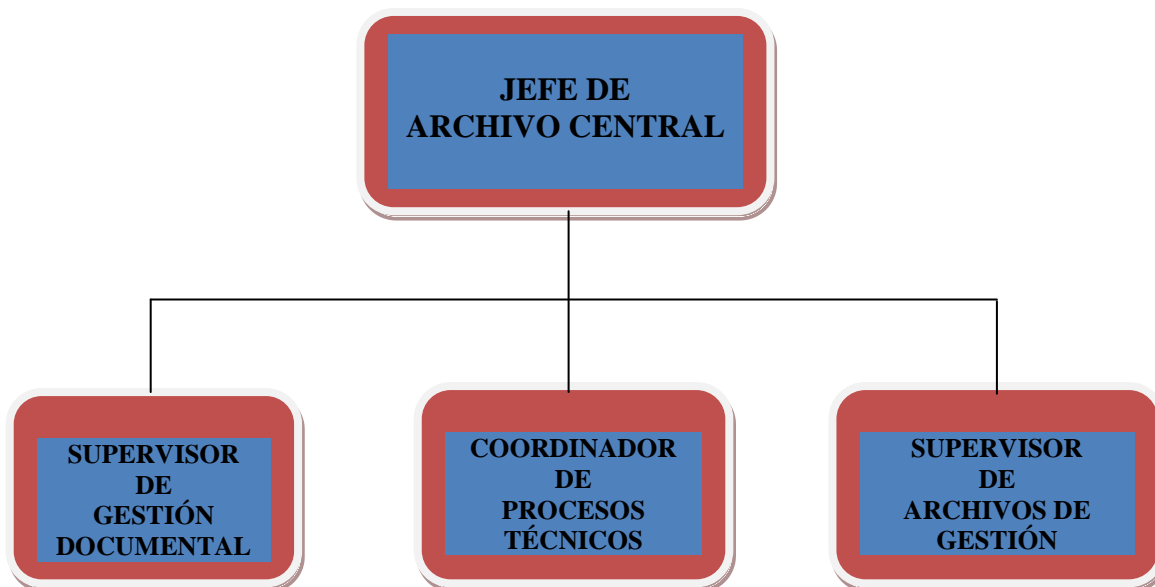 JEFE DE
ARCHIVO CENTRAL
SUPERVISOR
DE
GESTIÓN
DOCUMENTAL
COORDINADOR
DE
PROCESOS
TÉCNICOS
SUPERVISOR
DE
ARCHIVOS DE
GESTIÓN